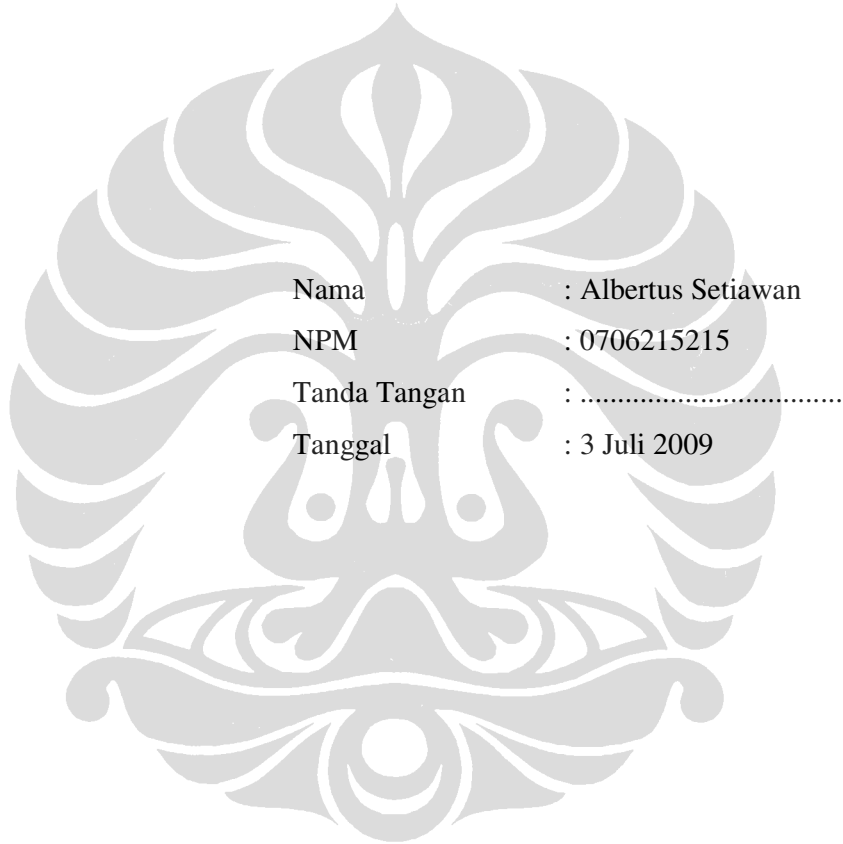 Nama : Albertus Setiawan
NPM : 0706215215
Tanda Tangan : ...................................
Tanggal : 3 Juli 2009